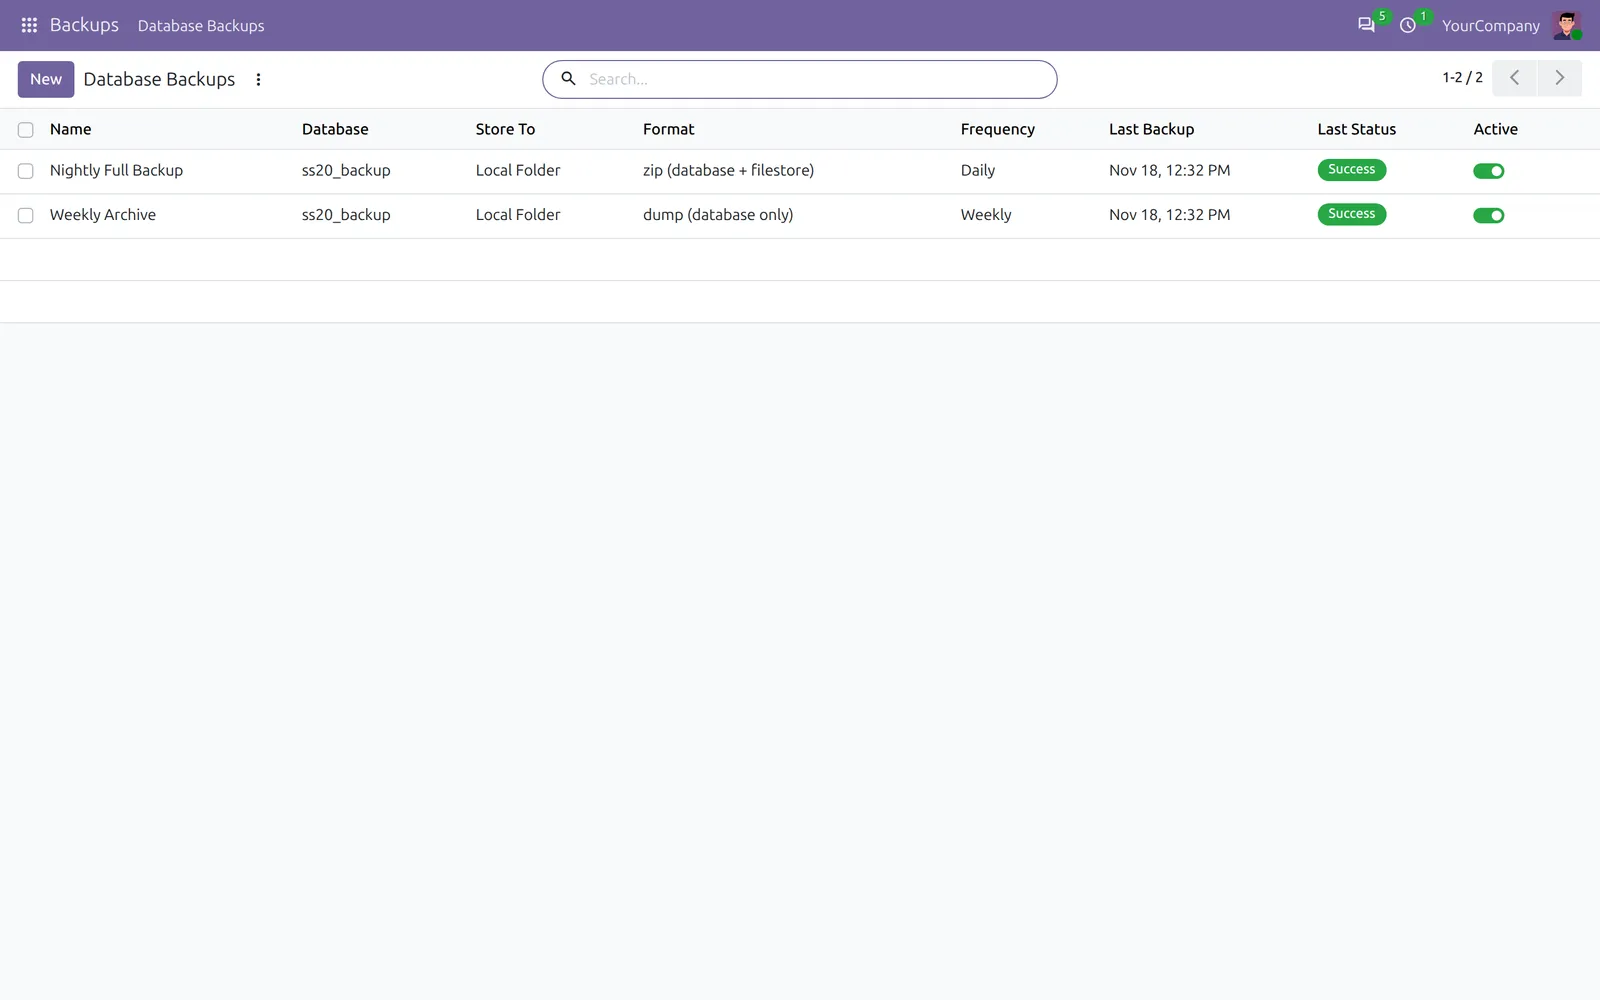 Backups Database Backups 5 1 YourCompany
New Database Backups Search... 1-2 / 2
Name Database Store To Format Frequency Last Backup Last Status Active
Nightly Full Backup ss20_backup Local Folder zip (database + filestore) Daily Nov 18, 12:32 PM Success
Weekly Archive ss20_backup Local Folder dump (database only) Weekly Nov 18, 12:32 PM Success